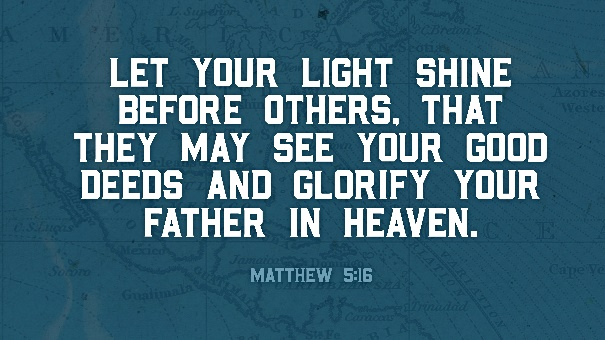 LET YOUR LIGHT SHINE
BEFORE OTHERS, THAT
THEY MAY SEE YOUR GOOD
DEEDS AND GLORIFY YOUR
FATHER IN HEAVEN.
MATTHEW 5:16